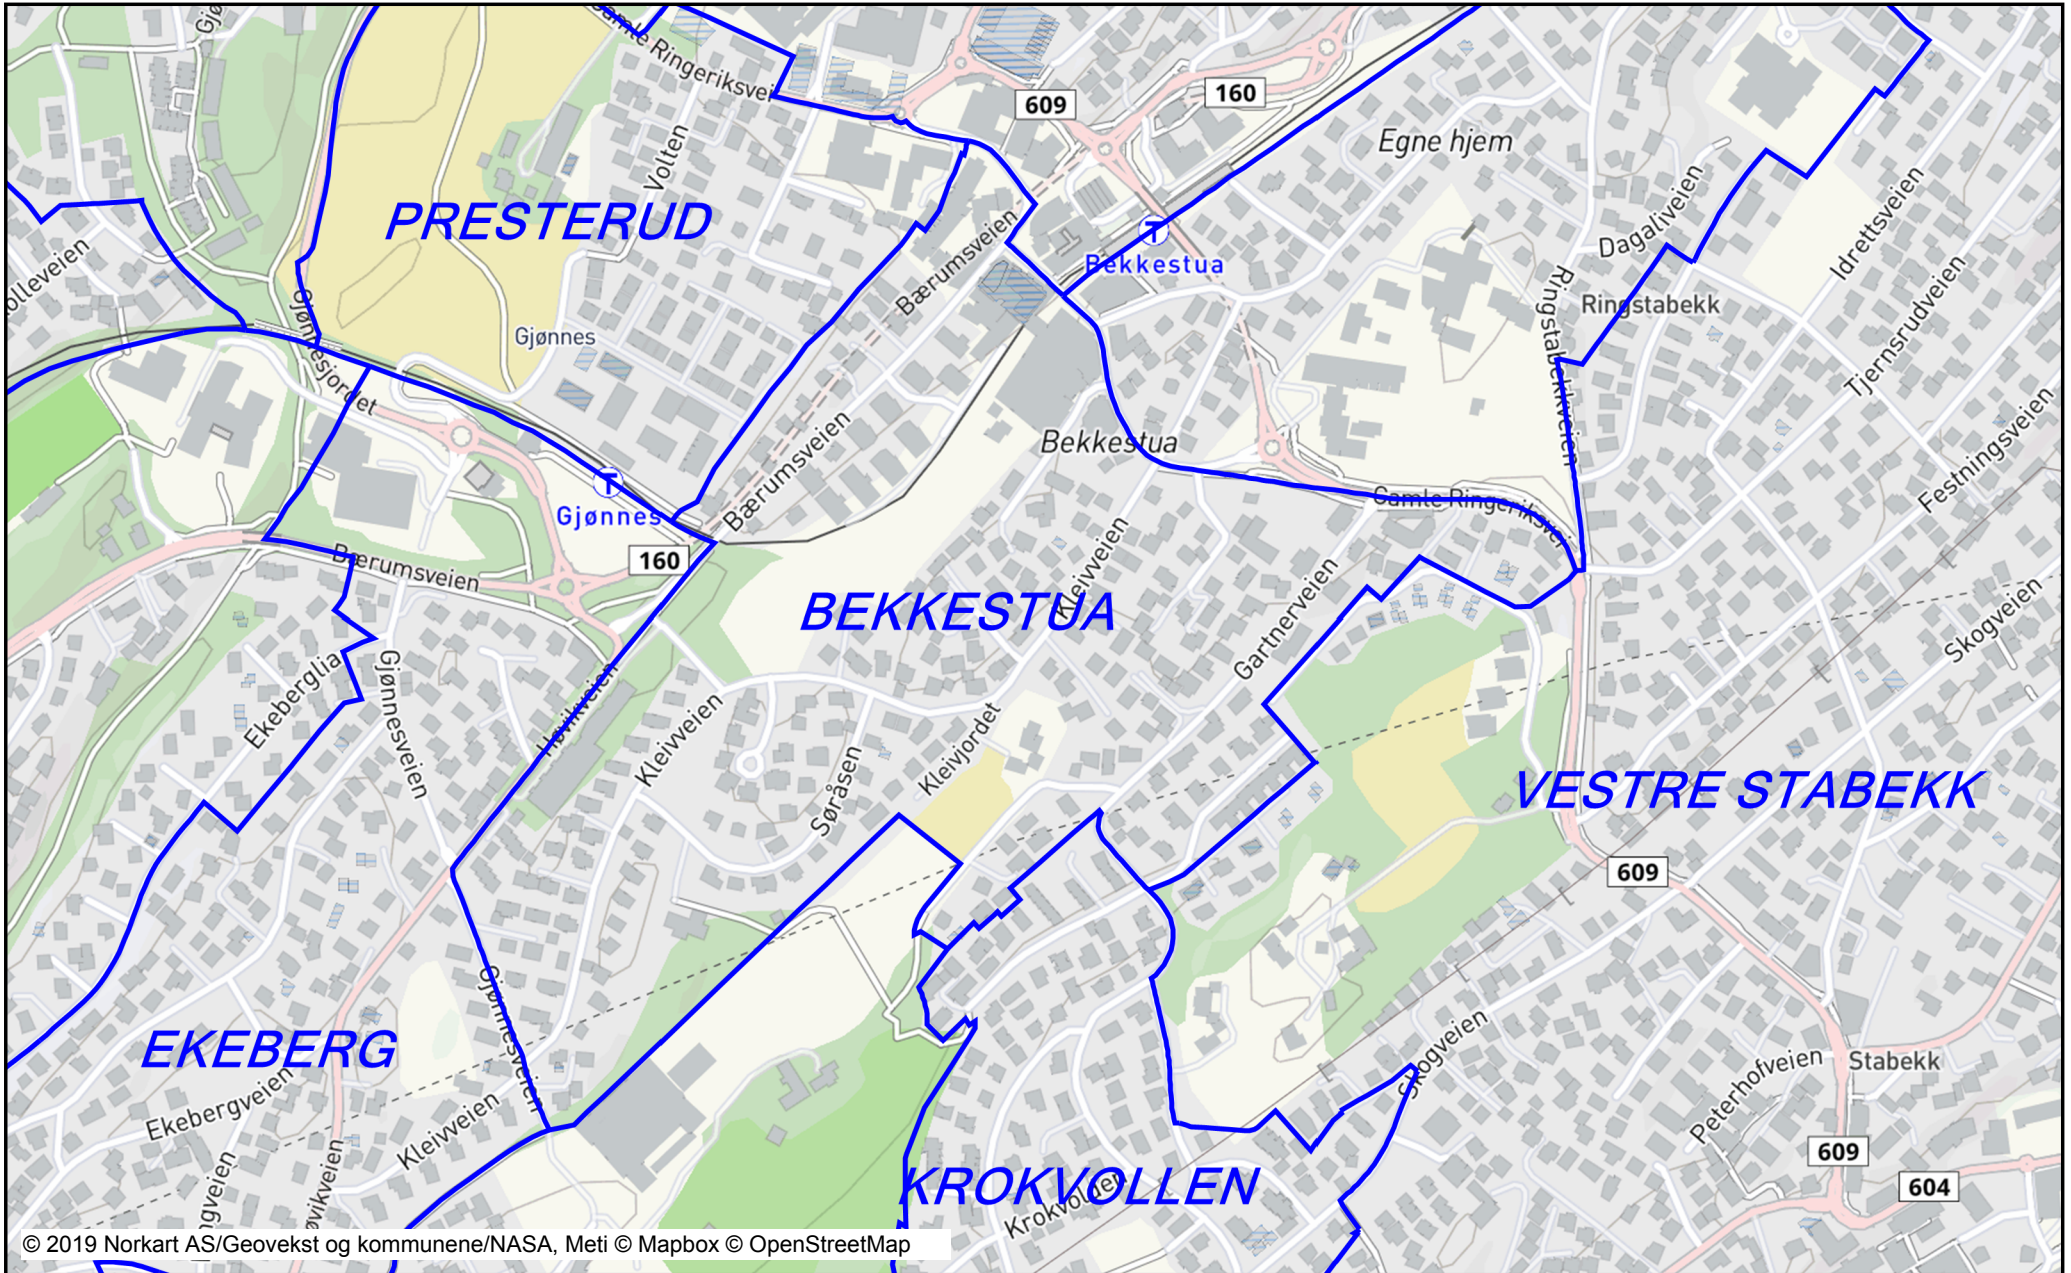 Gamle Ringeriksvei
609
160
Egne hjem
Volten
PRESTERUD
Dagaliveien
Idrettsveien
Bærumsveien
Bekkestua
Ringstabekk
Ringstabekkveien
Tjernsrudveien
Gjønnesjordet
Gjønnes
Festningsveien
Bærumsveien
Bekkestua
Gjønnes
Gamle Ringeriksvei
160
Bærumsveien
Kleivveien
BEKKESTUA
Gartnerveien
Skogveien
Ekeberglia
Gjønnesveien
Høvikveien
Kleivveien
Kleivjordet
Søråsen
VESTRE STABEKK
609
Gjønnesveien
EKEBERG
Skogveien
Peterhofveien
Stabekk
Ekebergveien
Kleivveien
609
604
KROKVOLLEN
Krokvollen
© 2019 Norkart AS/Geovekst og kommunene/NASA, Meti © Mapbox © OpenStreetMap